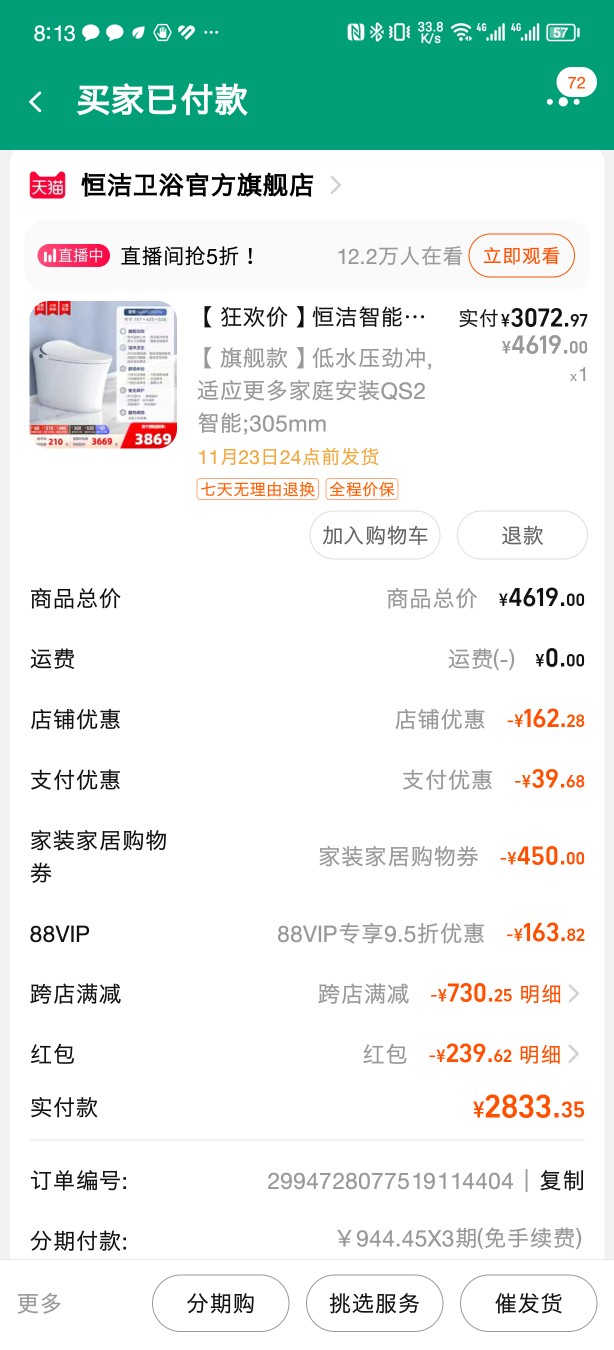 8:13 ... 33.8 K/s 4G 4G 57
买家已付款
72
天猫 恒洁卫浴官方旗舰店
直播中 直播间抢5折！ 12.2万人在看 立即观看
【狂欢价】恒洁智能… 实付¥3072.97
¥4619.00
x1
【旗舰款】低水压劲冲,
适应更多家庭安装QS2
智能;305mm
210 3669 3869
11月23日24点前发货
七天无理由退换 全程价保
加入购物车 退款
商品总价 商品总价 ¥4619.00
运费 运费(-) ¥0.00
店铺优惠 店铺优惠 -¥162.28
支付优惠 支付优惠 -¥39.68
家装家居购物
券 家装家居购物券 -¥450.00
88VIP 88VIP专享9.5折优惠 -¥163.82
跨店满减 跨店满减 -¥730.25 明细
红包 红包 -¥239.62 明细
实付款 ¥2833.35
订单编号: 2994728077519114404 | 复制
分期付款: ￥944.45X3期(免手续费)
更多 分期购 挑选服务 催发货